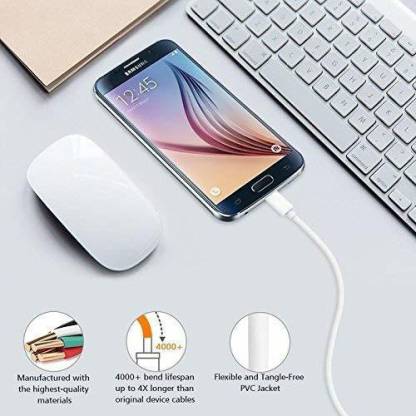 SAMSUNG
12:45
4000+
Manufactured with
the highest-quality
materials
4000+ bend lifespan
up to 4X longer than
original device cables
Flexible and Tangle-Free
PVC Jacket